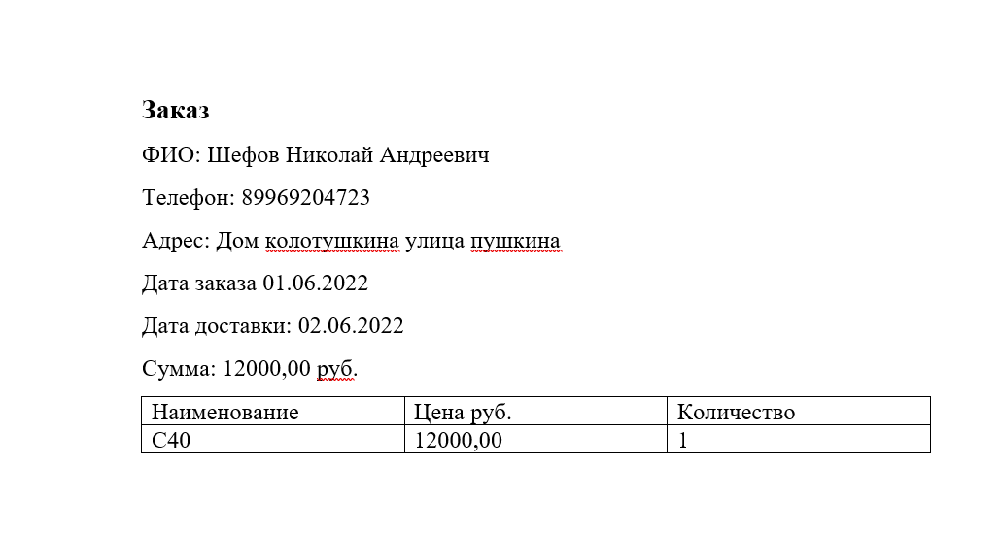 Заказ
ФИО: Шефов Николай Андреевич
Телефон: 89969204723
Адрес: Дом колотушкина улица пушкина
Дата заказа 01.06.2022
Дата доставки: 02.06.2022
Сумма: 12000,00 руб.
Наименование Цена руб. Количество
С40 12000,00 1